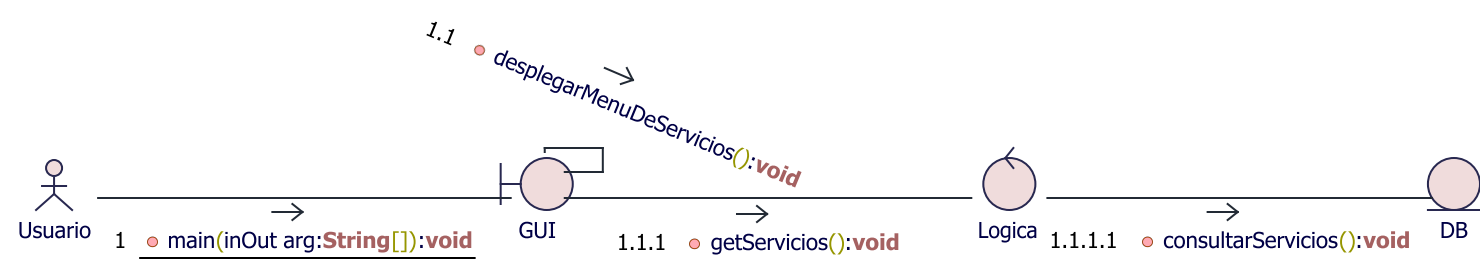 1.1 desplegarMenuDeServicios():void
Usuario
GUI
Logica
DB
1 main(inOut arg:String[]):void
1.1.1 getServicios():void
1.1.1.1 consultarServicios():void